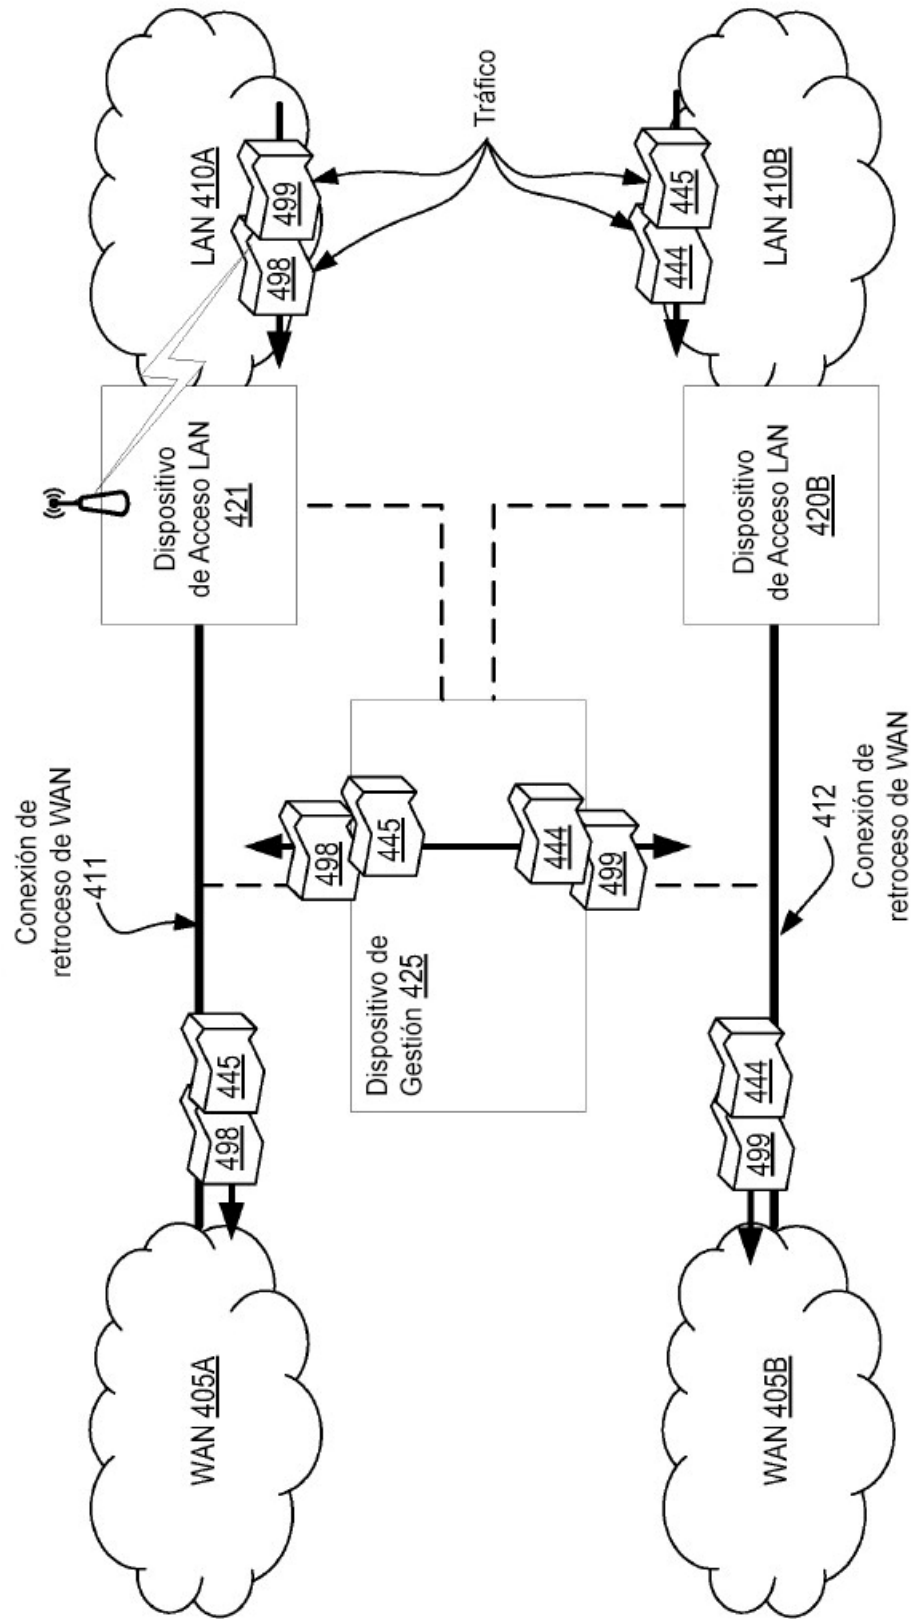 WAN 405A
498
445
Conexión de
retroceso de WAN
411
Dispositivo
de Acceso LAN
421
LAN 410A
498
499
Tráfico
Dispositivo de
Gestión 425
498
445
444
499
WAN 405B
499
444
412
Conexión de
retroceso de WAN
Dispositivo
de Acceso LAN
420B
LAN 410B
444
445